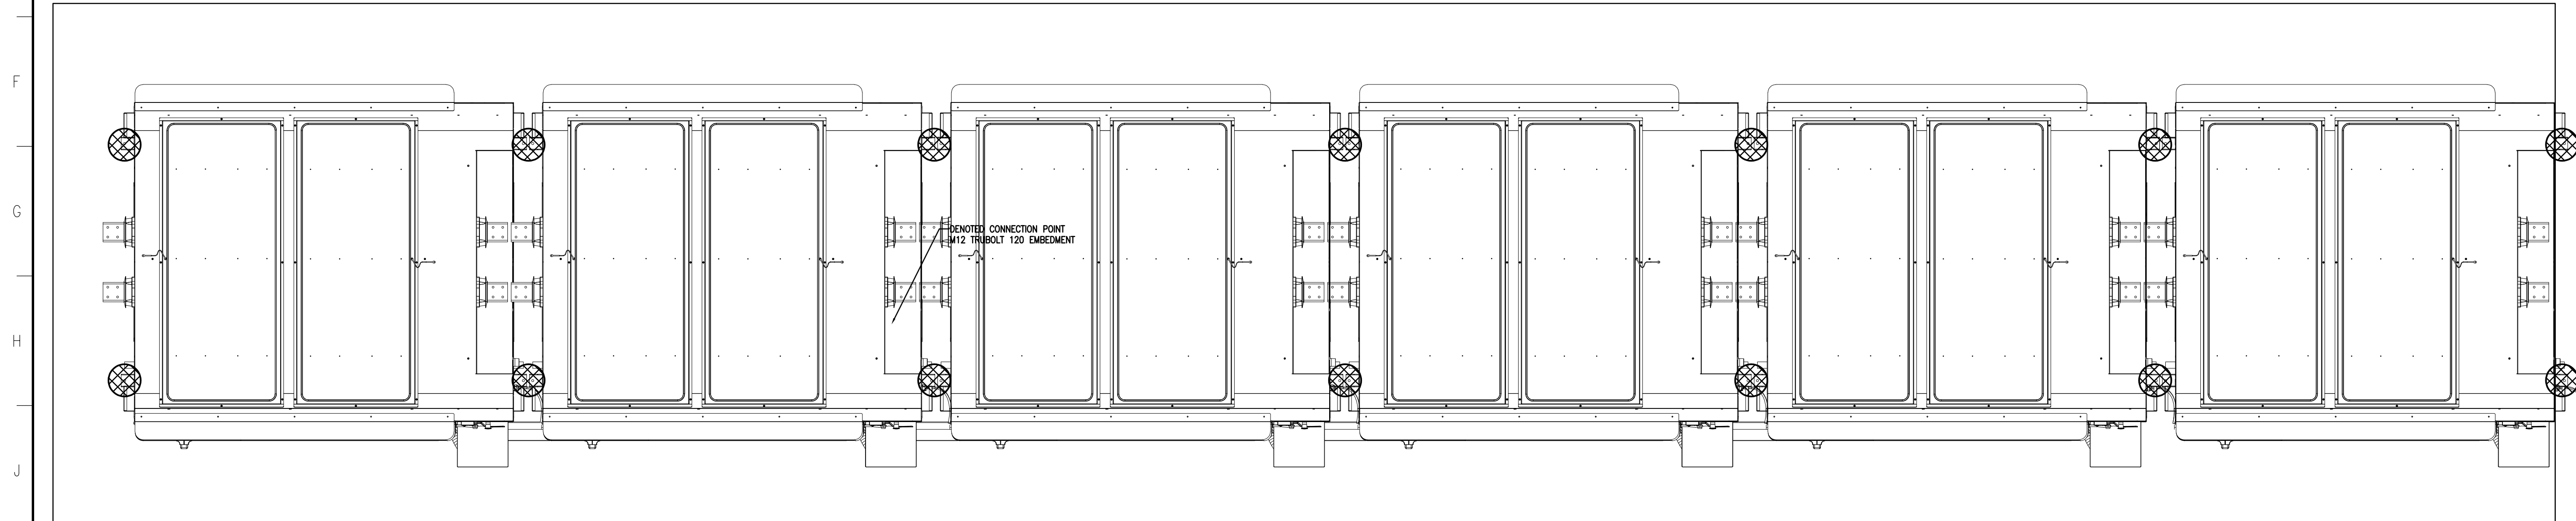 F
G
DENOTED CONNECTION POINT
M12 TRUBOLT 120 EMBEDMENT
H
J